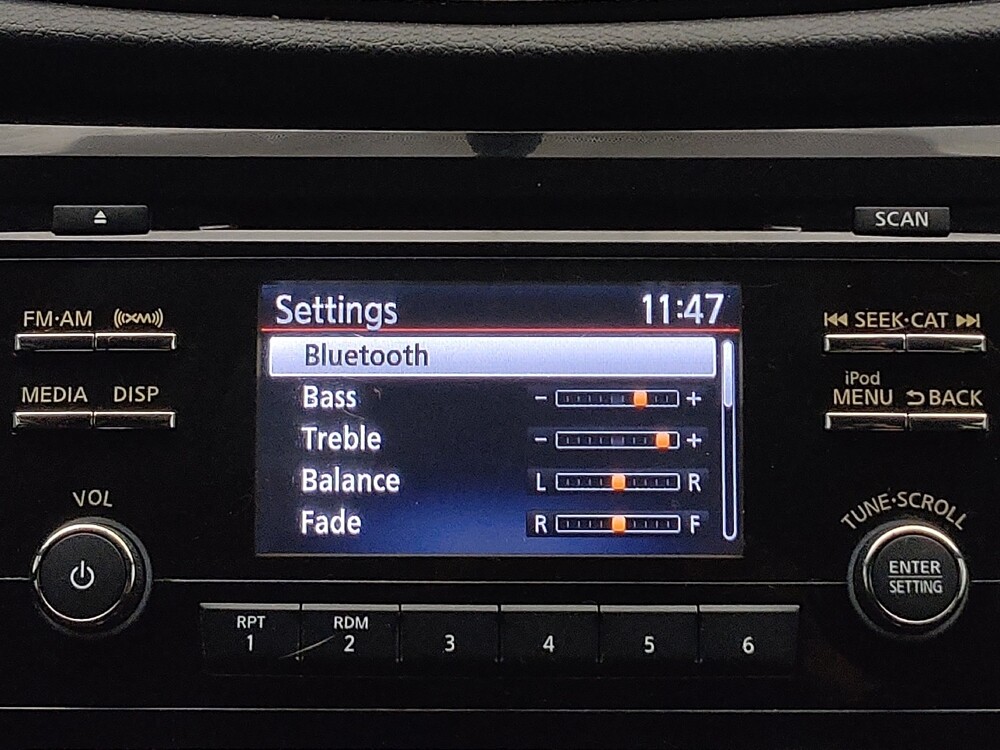 SCAN
FM·AM
((XM))
SEEK·CAT
MEDIA
DISP
iPod
MENU
BACK
VOL
TUNE·SCROLL
ENTER
SETTING
Settings 11:47
Bluetooth
Bass - +
Treble - +
Balance L R
Fade R F
RPT
1
RDM
2
3
4
5
6